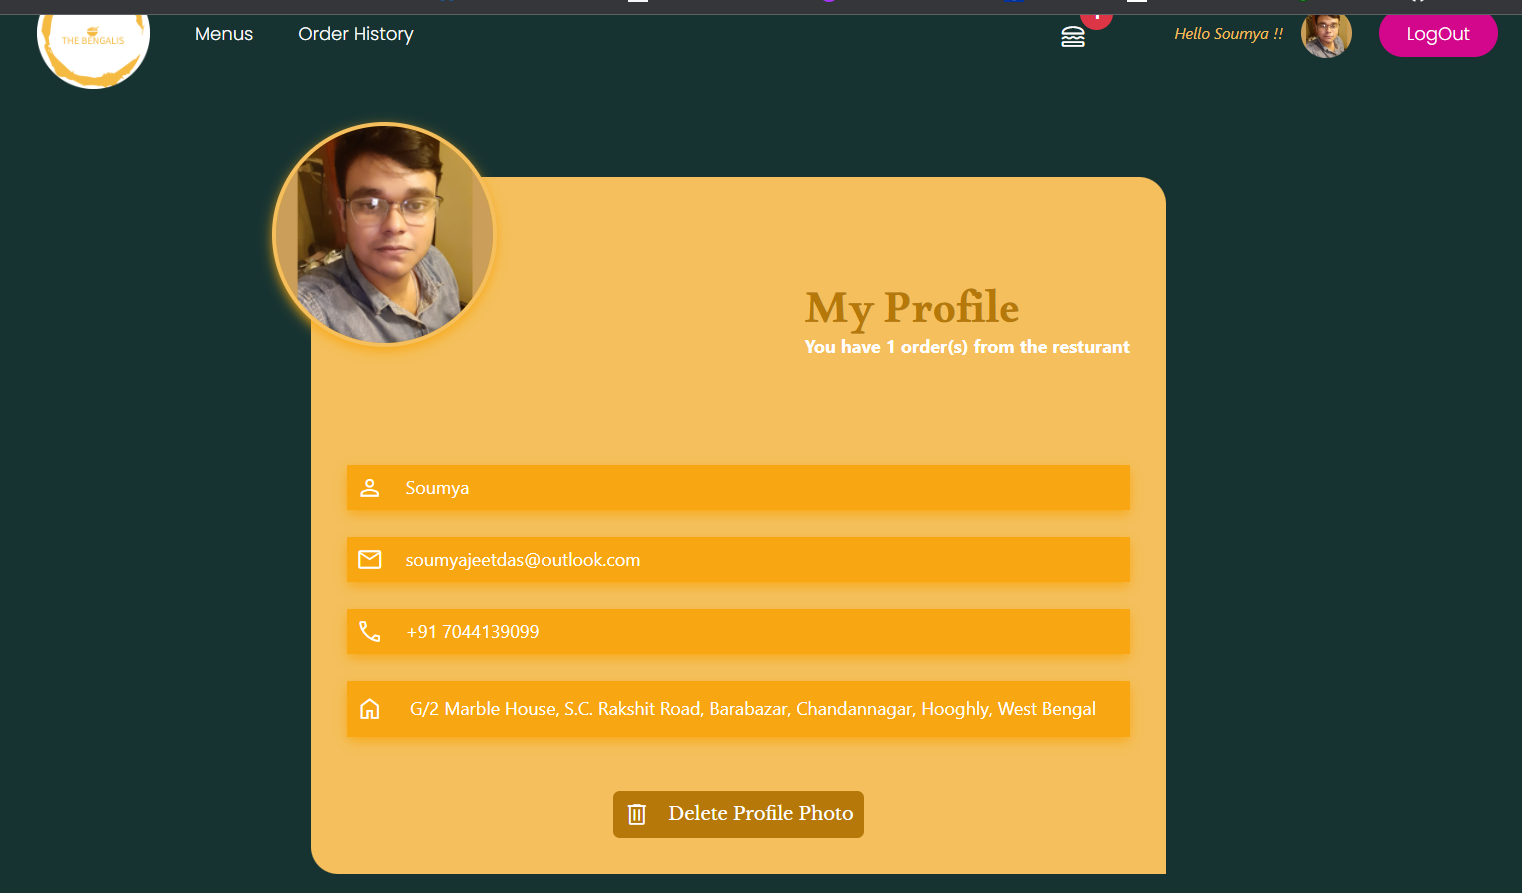 THE BENGALIS
Menus
Order History
Hello Soumya !!
LogOut
My Profile
You have 1 order(s) from the resturant
Soumya
soumyajeetdas@outlook.com
+91 7044139099
G/2 Marble House, S.C. Rakshit Road, Barabazar, Chandannagar, Hooghly, West Bengal
Delete Profile Photo